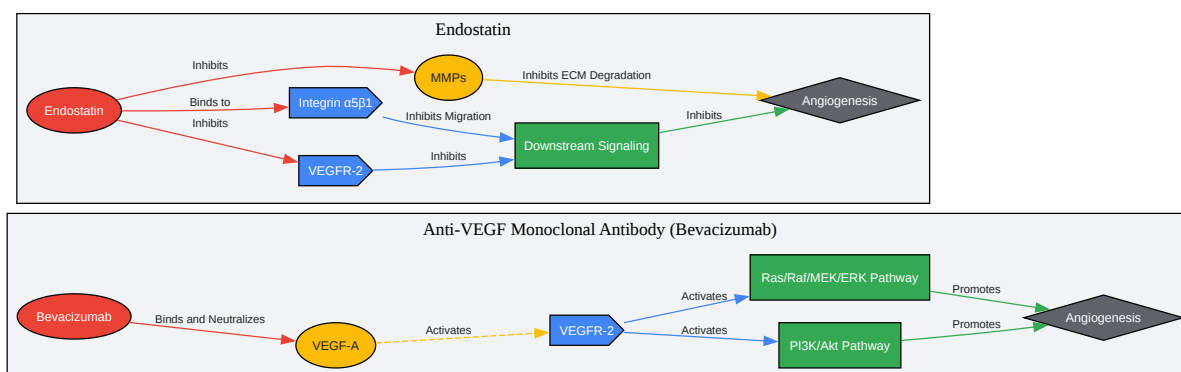 Endostatin
Inhibits
MMPs
Inhibits ECM Degradation
Endostatin
Binds to
Integrin α5β1
Angiogenesis
Inhibits
Inhibits Migration
Inhibits
Downstream Signaling
VEGFR-2
Inhibits
Anti-VEGF Monoclonal Antibody (Bevacizumab)
Ras/Raf/MEK/ERK Pathway
Bevacizumab
Binds and Neutralizes
Activates
Promotes
VEGF-A
Activates
VEGFR-2
Activates
Angiogenesis
PI3K/Akt Pathway
Promotes